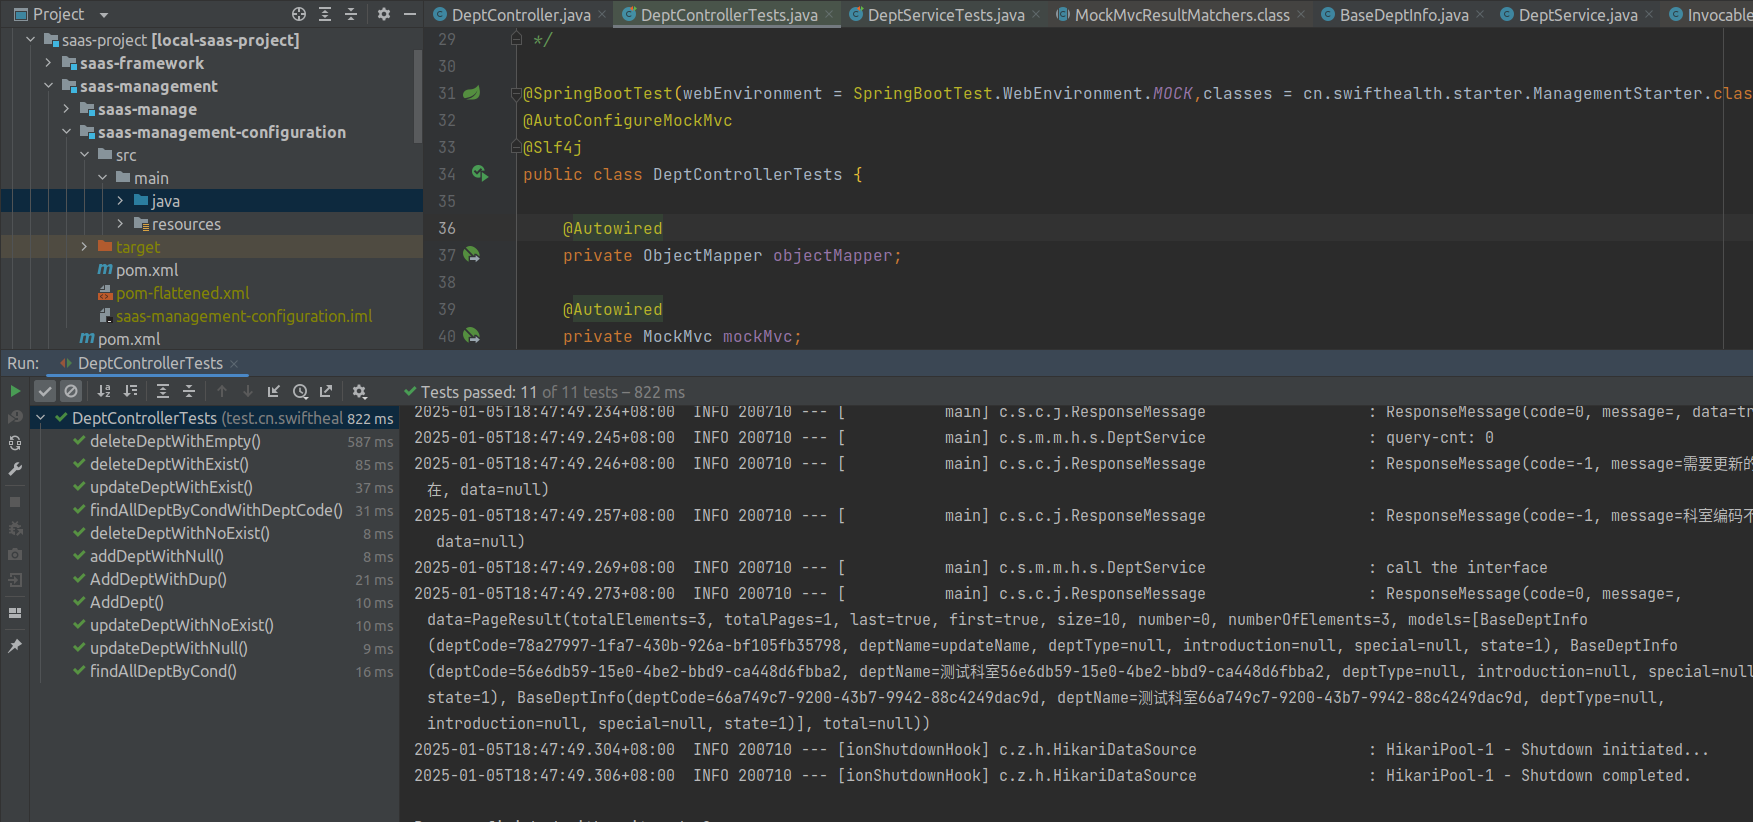 Project
DeptController.java
DeptControllerTests.java
DeptServiceTests.java
MockMvcResultMatchers.class
BaseDeptInfo.java
DeptService.java
Invocable
saas-project [local-saas-project]
saas-framework
saas-management
saas-manage
saas-management-configuration
src
main
java
resources
target
pom.xml
pom-flattened.xml
saas-management-configuration.iml
pom.xml
29 */
30
31 @SpringBootTest(webEnvironment = SpringBootTest.WebEnvironment.MOCK,classes = cn.swifthealth.starter.ManagementStarter.clas
32 @AutoConfigureMockMvc
33 @Slf4j
34 public class DeptControllerTests {
35
36 @Autowired
37 private ObjectMapper objectMapper;
38
39 @Autowired
40 private MockMvc mockMvc;
Run: DeptControllerTests
Tests passed: 11 of 11 tests – 822 ms
DeptControllerTests (test.cn.swiftheal 822 ms
deleteDeptWithEmpty() 587 ms
deleteDeptWithExist() 85 ms
updateDeptWithExist() 37 ms
findAllDeptByCondWithDeptCode() 31 ms
deleteDeptWithNoExist() 8 ms
addDeptWithNull() 8 ms
AddDeptWithDup() 21 ms
AddDept() 10 ms
updateDeptWithNoExist() 10 ms
updateDeptWithNull() 9 ms
findAllDeptByCond() 16 ms
2025-01-05T18:47:49.234+08:00 INFO 200710 --- [ main] c.s.c.j.ResponseMessage : ResponseMessage(code=0, message=, data=tr
2025-01-05T18:47:49.245+08:00 INFO 200710 --- [ main] c.s.m.m.h.s.DeptService : query-cnt: 0
2025-01-05T18:47:49.246+08:00 INFO 200710 --- [ main] c.s.c.j.ResponseMessage : ResponseMessage(code=-1, message=需要更新的
在, data=null)
2025-01-05T18:47:49.257+08:00 INFO 200710 --- [ main] c.s.c.j.ResponseMessage : ResponseMessage(code=-1, message=科室编码不
data=null)
2025-01-05T18:47:49.269+08:00 INFO 200710 --- [ main] c.s.m.m.h.s.DeptService : call the interface
2025-01-05T18:47:49.273+08:00 INFO 200710 --- [ main] c.s.c.j.ResponseMessage : ResponseMessage(code=0, message=,
data=PageResult(totalElements=3, totalPages=1, last=true, first=true, size=10, number=0, numberOfElements=3, models=[BaseDeptInfo
(deptCode=78a27997-1fa7-430b-926a-bf105fb35798, deptName=updateName, deptType=null, introduction=null, special=null, state=1), BaseDeptInfo
(deptCode=56e6db59-15e0-4be2-bbd9-ca448d6fbba2, deptName=测试科室56e6db59-15e0-4be2-bbd9-ca448d6fbba2, deptType=null, introduction=null, special=null
state=1), BaseDeptInfo(deptCode=66a749c7-9200-43b7-9942-88c4249dac9d, deptName=测试科室66a749c7-9200-43b7-9942-88c4249dac9d, deptType=null,
introduction=null, special=null, state=1)], total=null))
2025-01-05T18:47:49.304+08:00 INFO 200710 --- [ionShutdownHook] c.z.h.HikariDataSource : HikariPool-1 - Shutdown initiated...
2025-01-05T18:47:49.306+08:00 INFO 200710 --- [ionShutdownHook] c.z.h.HikariDataSource : HikariPool-1 - Shutdown completed.